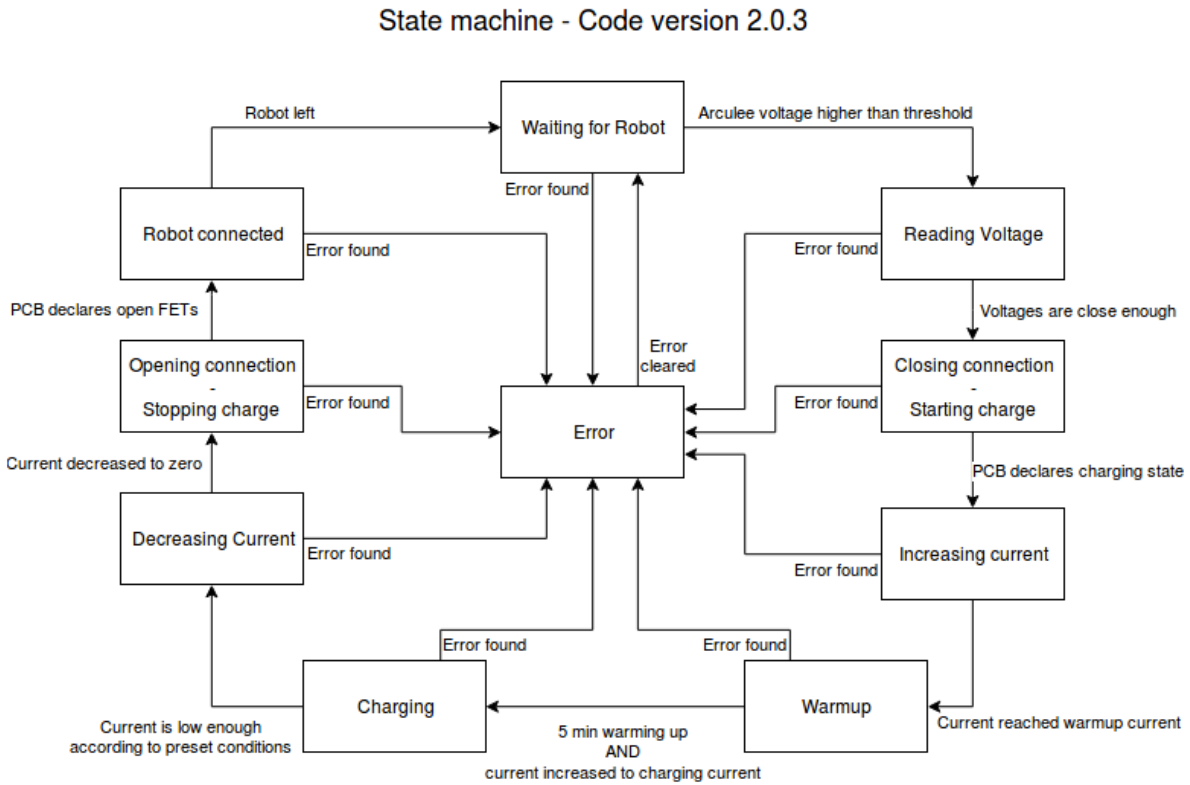 State machine - Code version 2.0.3
Robot left
Waiting for Robot
Arculee voltage higher than threshold
Error found
Robot connected
Error found
Reading Voltage
Error found
PCB declares open FETs
Voltages are close enough
Opening connection
-
Stopping charge
Error found
Error
cleared
Closing connection
-
Starting charge
Error found
Error
Current decreased to zero
PCB declares charging state
Decreasing Current
Error found
Increasing current
Error found
Error found
Error found
Charging
Warmup
Current is low enough
according to preset conditions
5 min warming up
AND
current increased to charging current
Current reached warmup current